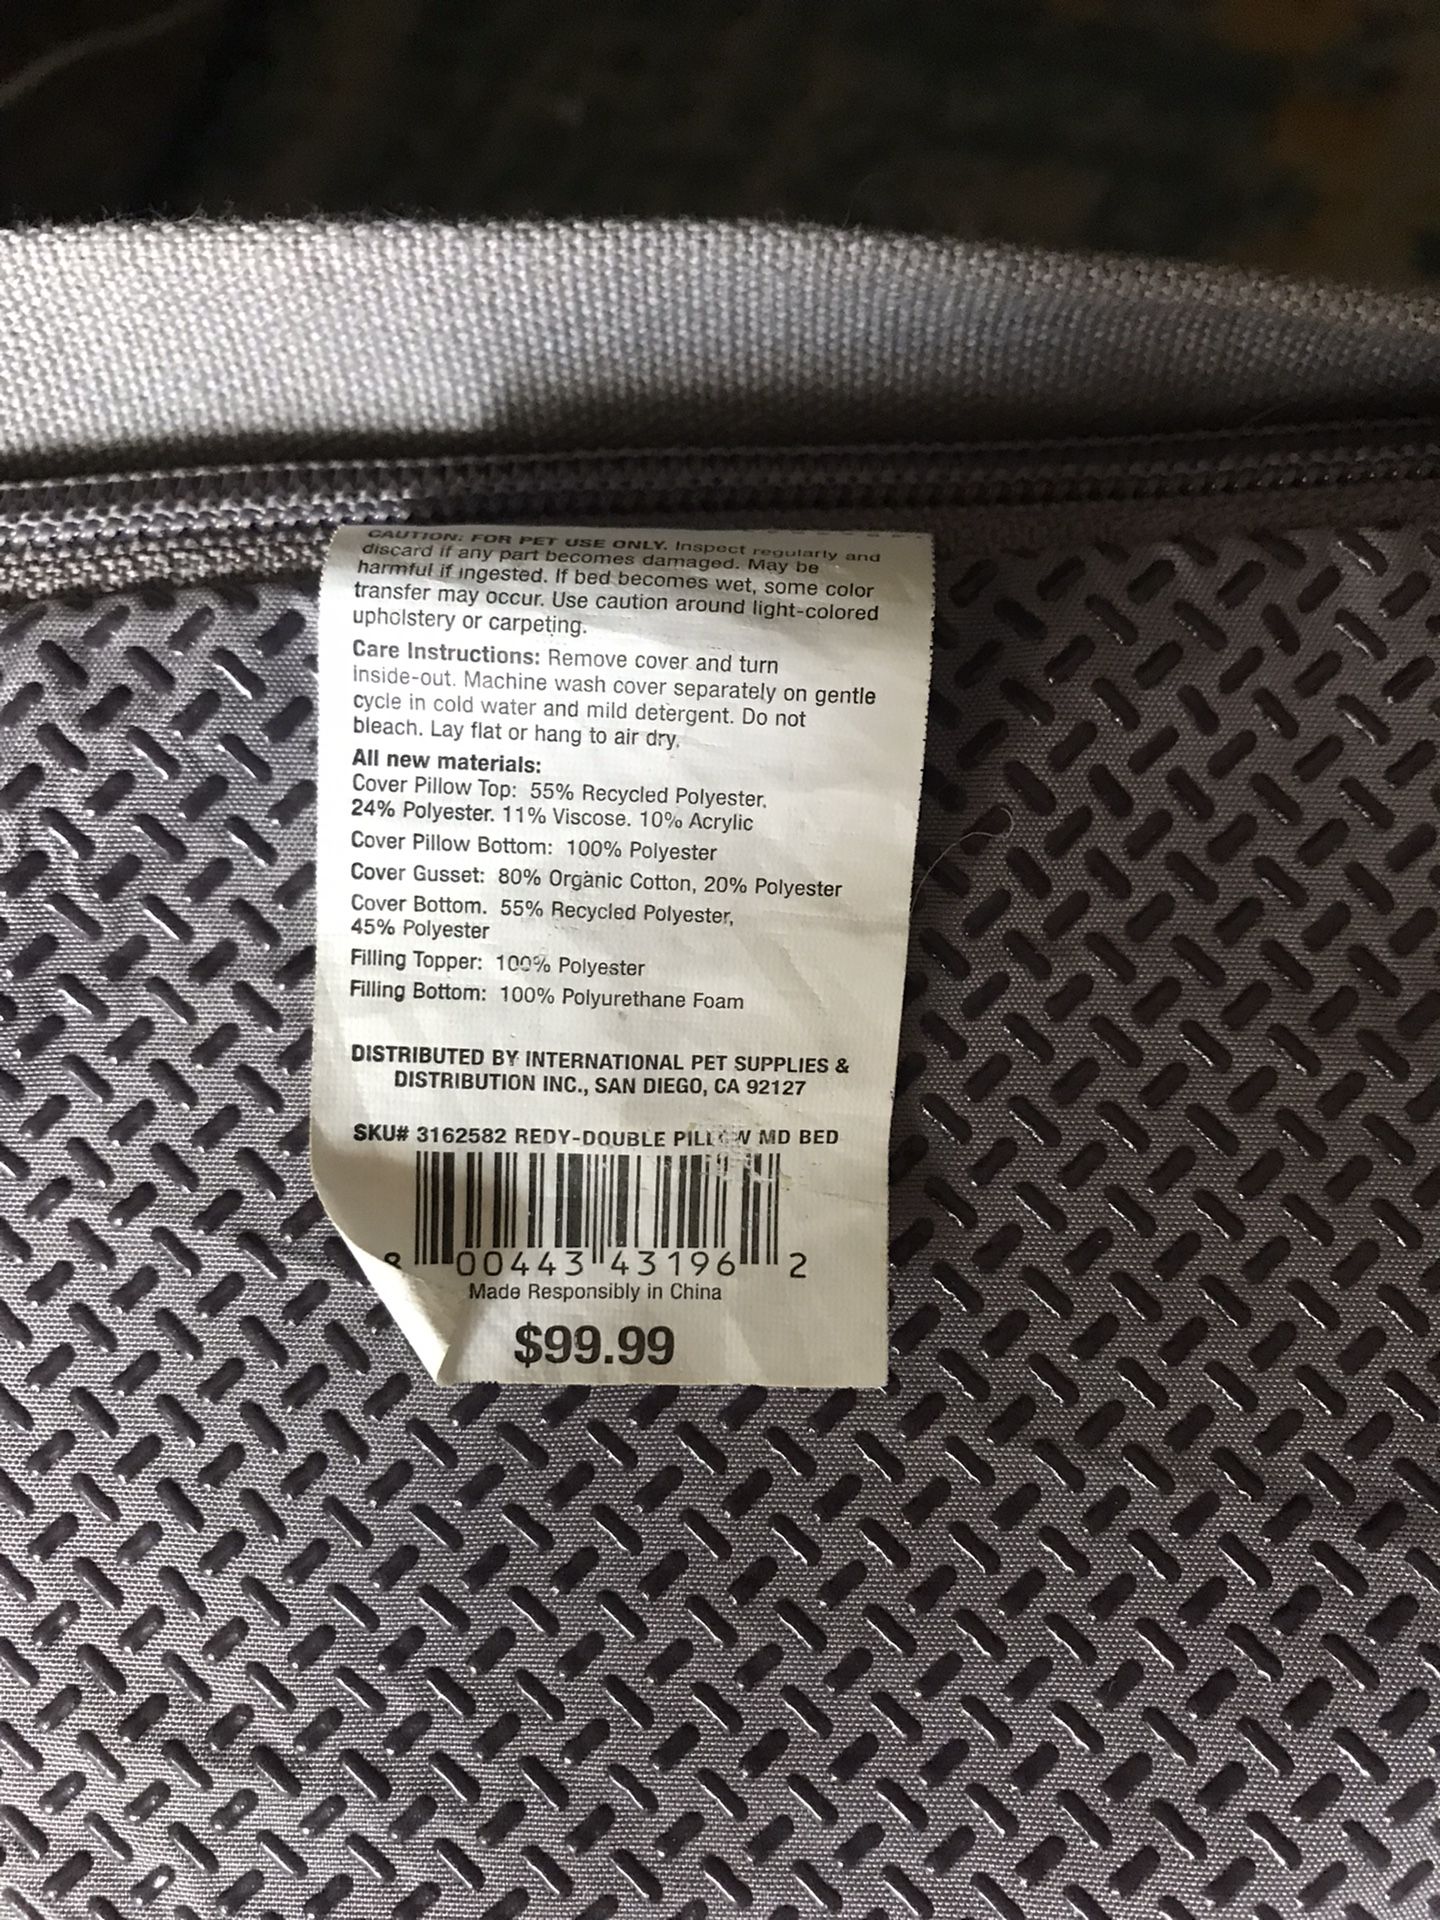 CAUTION: FOR PET USE ONLY. Inspect regularly and
discard if any part becomes damaged. May be
harmful if ingested. If bed becomes wet, some color
transfer may occur. Use caution around light-colored
upholstery or carpeting.
Care Instructions: Remove cover and turn
inside-out. Machine wash cover separately on gentle
cycle in cold water and mild detergent. Do not
bleach. Lay flat or hang to air dry.
All new materials:
Cover Pillow Top: 55% Recycled Polyester.
24% Polyester. 11% Viscose. 10% Acrylic
Cover Pillow Bottom: 100% Polyester
Cover Gusset: 80% Organic Cotton, 20% Polyester
Cover Bottom. 55% Recycled Polyester,
45% Polyester
Filling Topper: 100% Polyester
Filling Bottom: 100% Polyurethane Foam
DISTRIBUTED BY INTERNATIONAL PET SUPPLIES &
DISTRIBUTION INC., SAN DIEGO, CA 92127
SKU# 3162582 REDY-DOUBLE PILLOW MD BED
8 00443 43196 2
Made Responsibly in China
$99.99